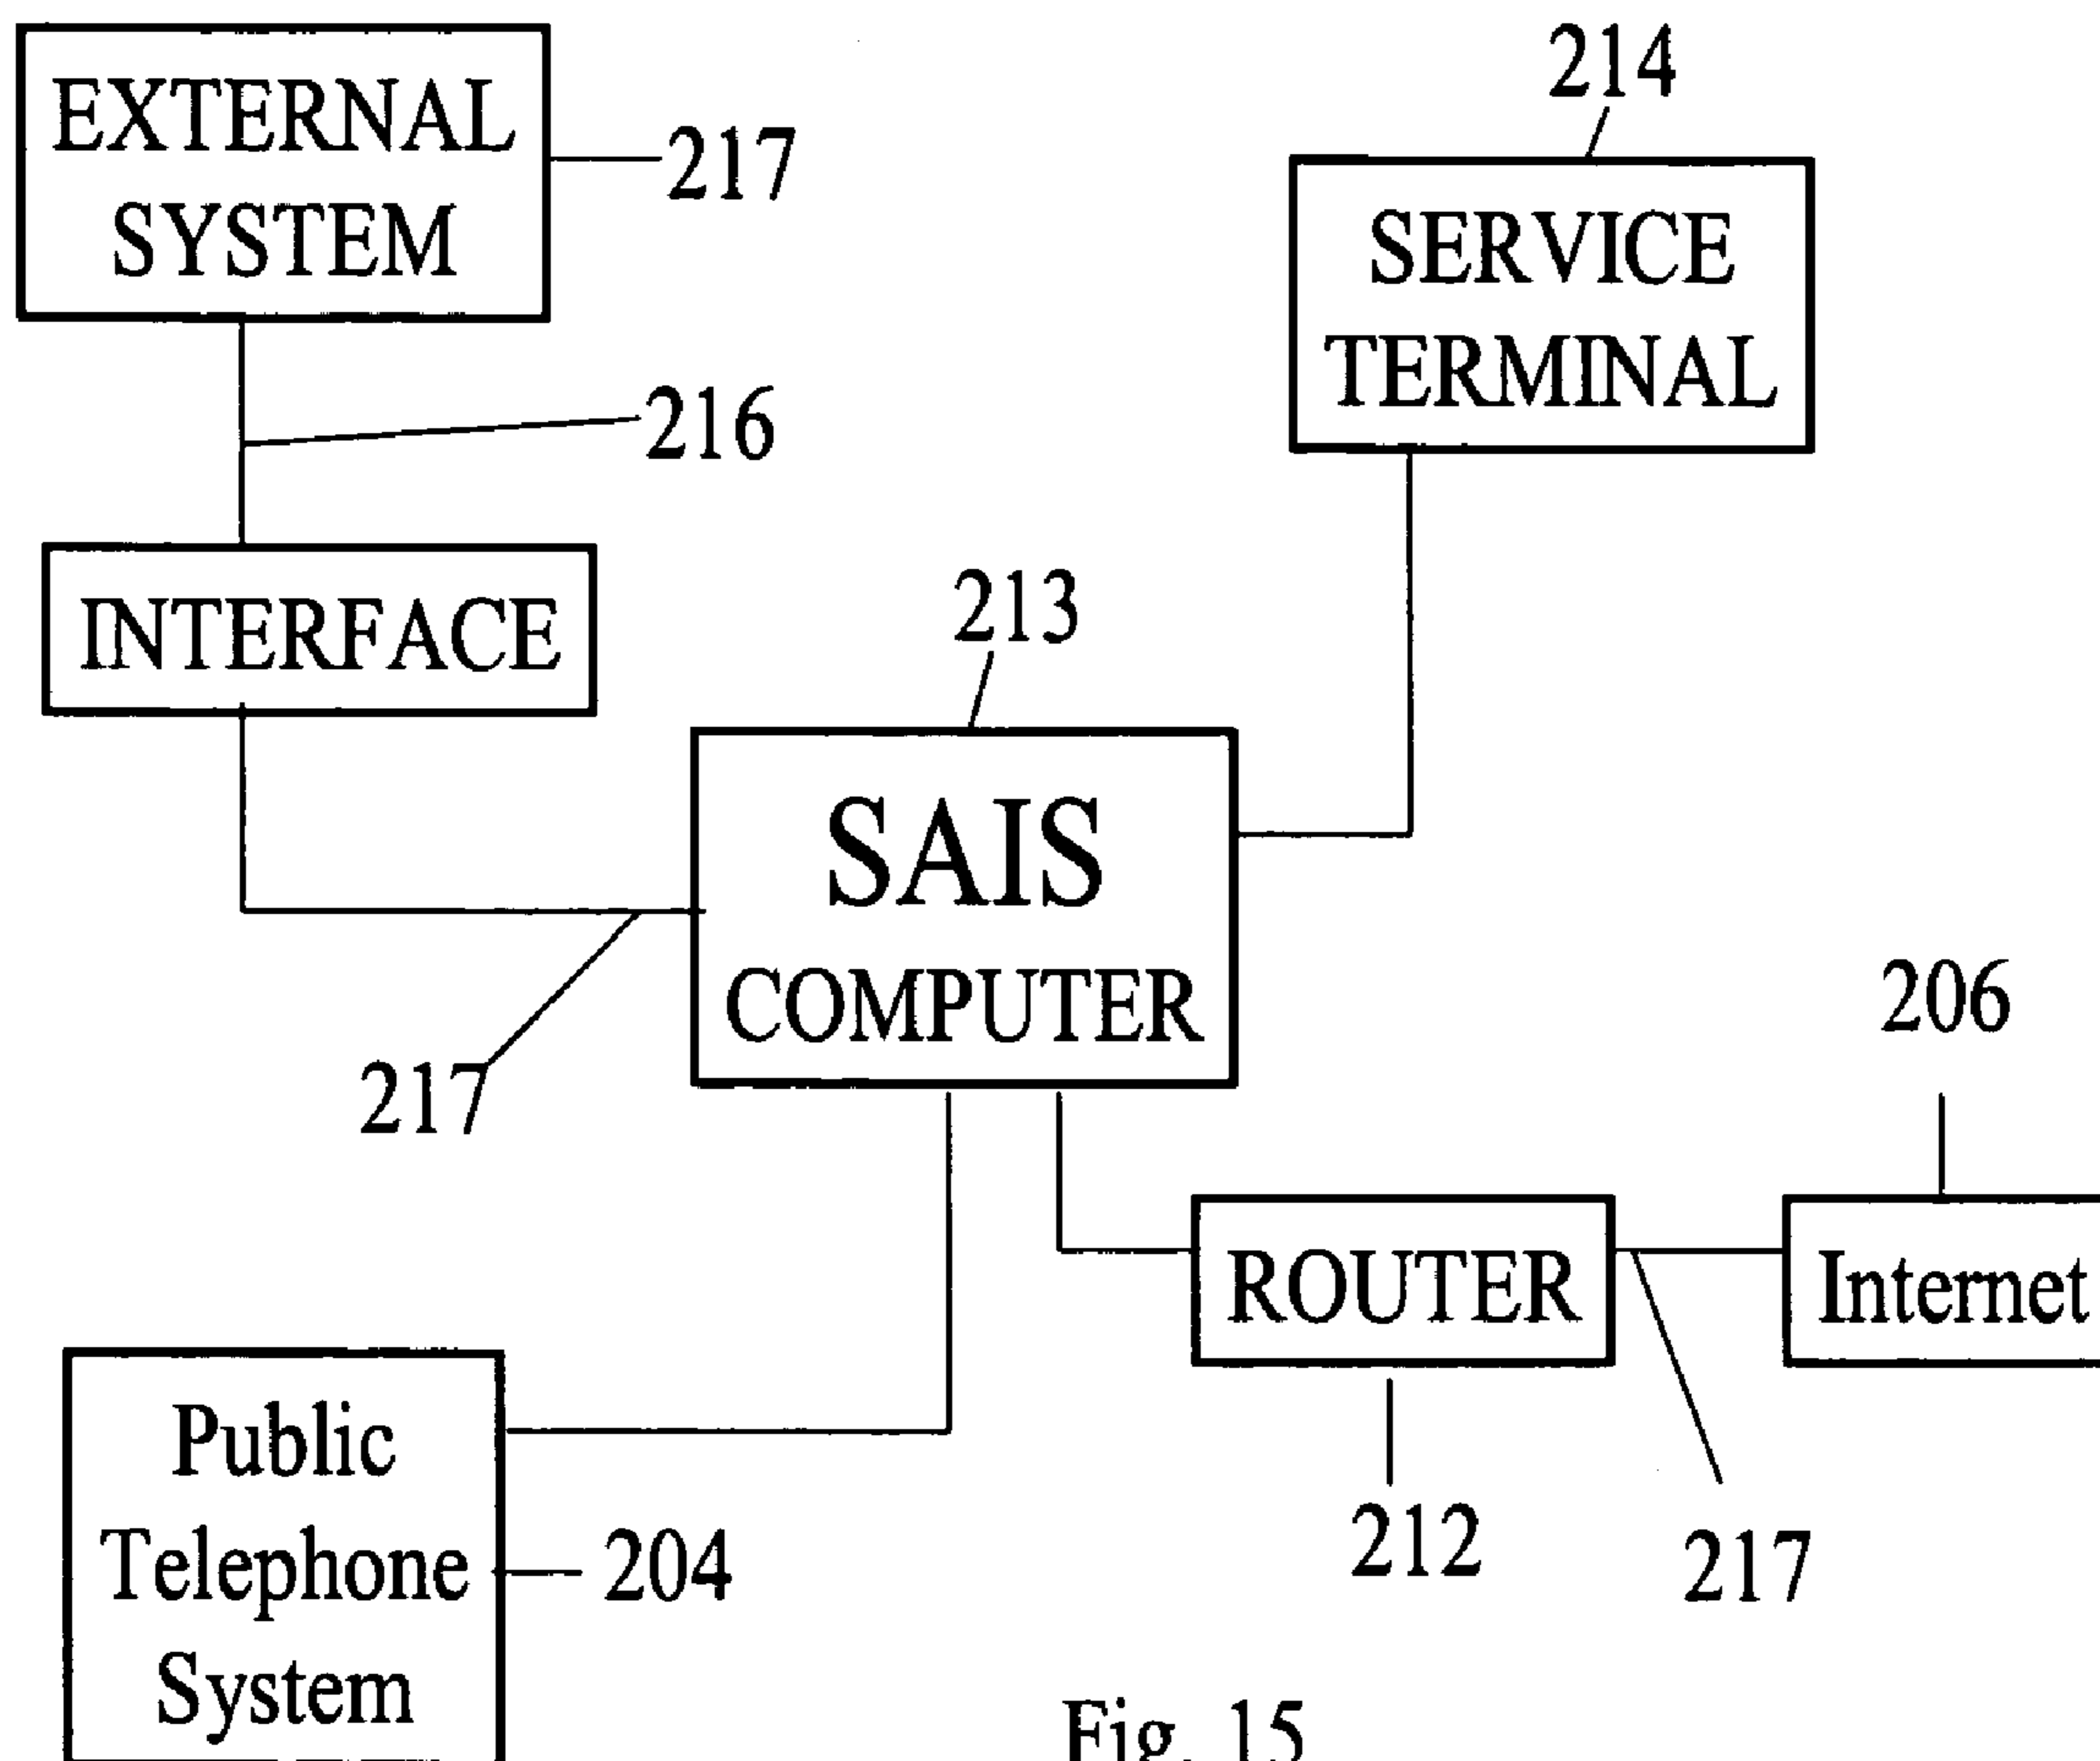 EXTERNAL
SYSTEM
217
214
SERVICE
TERMINAL
216
INTERFACE
213
SAIS
COMPUTER
217
206
ROUTER
Internet
212
217
Public
Telephone
System
204
Fig. 15